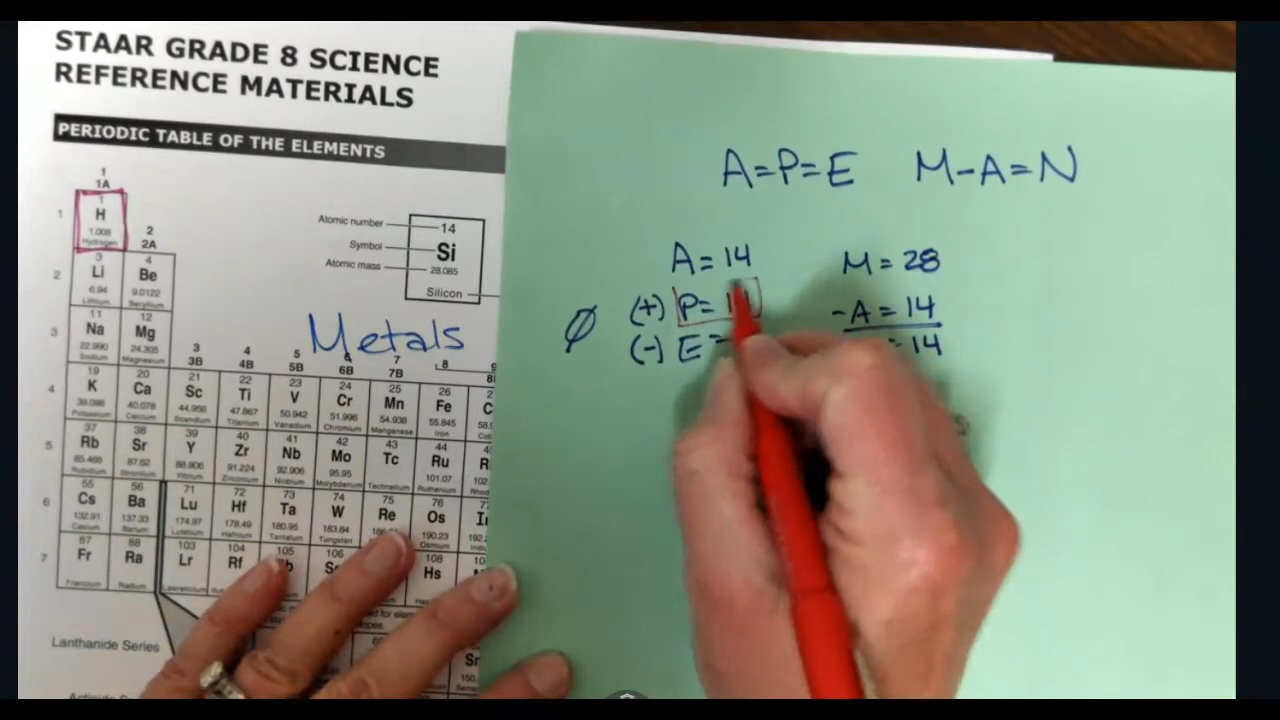 STAAR GRADE 8 SCIENCE
REFERENCE MATERIALS
PERIODIC TABLE OF THE ELEMENTS
1
1A
1
H
1.008
Hydrogen
2
2A
Atomic number
Symbol
Atomic mass
14
Si
28.085
Silicon
Metals
1
2
3
4
5
6
7
3 4
Li Be
6.94 9.0122
Lithium Beryllium
11 12
Na Mg
22.990 24.305
Sodium Magnesium
3 4 5 6 7 8
3B 4B 5B 6B 7B
19 20 21 22 23 24 25 26
K Ca Sc Ti V Cr Mn Fe
39.098 40.078 44.956 47.867 50.942 51.996 54.938 55.845
Potassium Calcium Scandium Titanium Vanadium Chromium Manganese Iron
37 38 39 40 41 42 43 44
Rb Sr Y Zr Nb Mo Tc Ru
85.468 87.62 88.906 91.224 92.906 95.95 101.07
Rubidium Strontium Yttrium Zirconium Niobium Molybdenum Technetium Ruthenium
55 56 71 72 73 74 75 76
Cs Ba Lu Hf Ta W Re Os
132.91 137.33 174.97 178.49 180.95 183.84 190.23
Cesium Barium Lutetium Hafnium Tantalum Tungsten Osmium
87 88 103 104 105 106 108
Fr Ra Lr Rf Hs
Francium Radium Lawrencium
Lanthanide Series
A=P=E M-A=N
A=14 M=28
(+) P= -A=14
∅
(-) E= =14